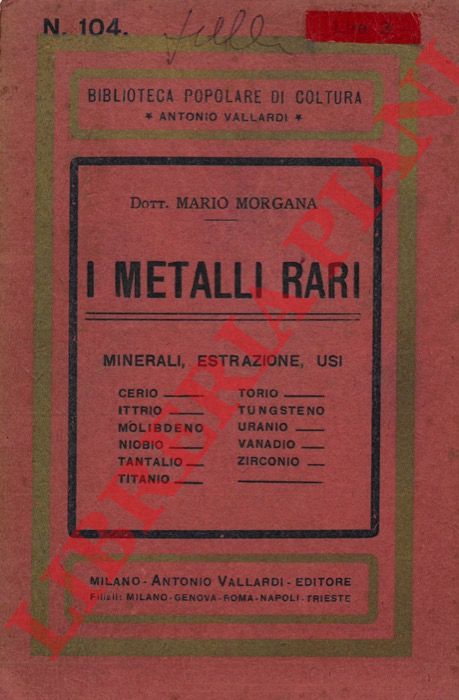 N. 104.
BIBLIOTECA POPOLARE DI COLTURA
* ANTONIO VALLARDI *
DOTT. MARIO MORGANA
I METALLI RARI
MINERALI, ESTRAZIONE, USI
CERIO
ITTRIO
MOLIBDENO
NIOBIO
TANTALIO
TITANIO
TORIO
TUNGSTENO
URANIO
VANADIO
ZIRCONIO
MILANO - ANTONIO VALLARDI - EDITORE
Filiali: MILANO-GENOVA-ROMA-NAPOLI-TRIESTE
LIBRERIA PIANI